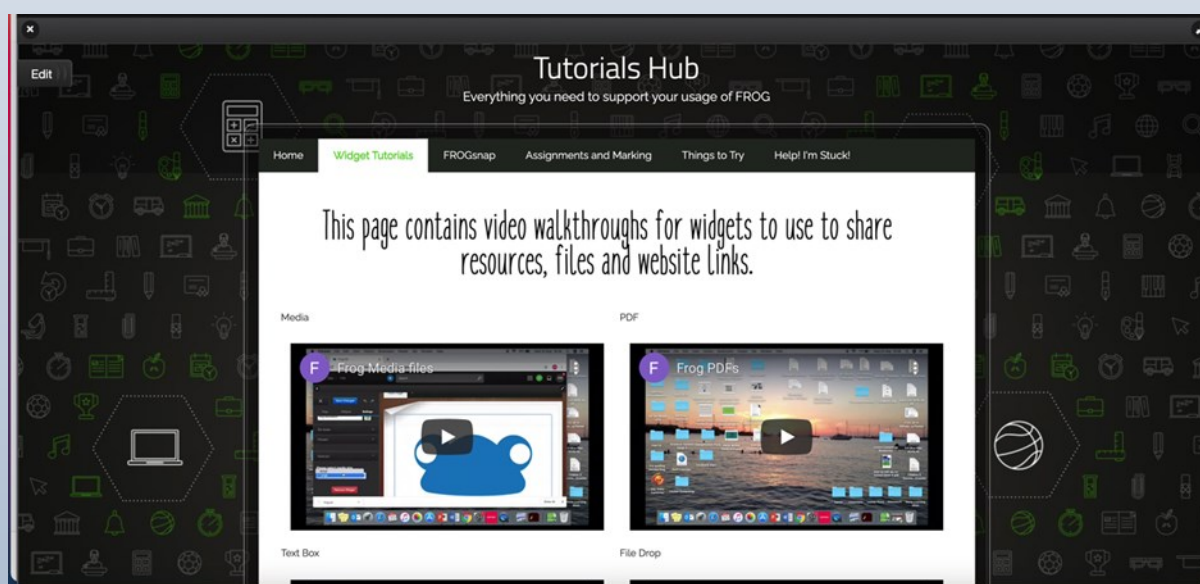 Edit
Tutorials Hub
Everything you need to support your usage of FROG
Home Widget Tutorials FROGsnap Assignments and Marking Things to Try Help! I'm Stuck!
This page contains video walkthroughs for widgets to use to share
resources, files and website links.
Media PDF
F Frog Media files F Frog PDFs
Text Box File Drop